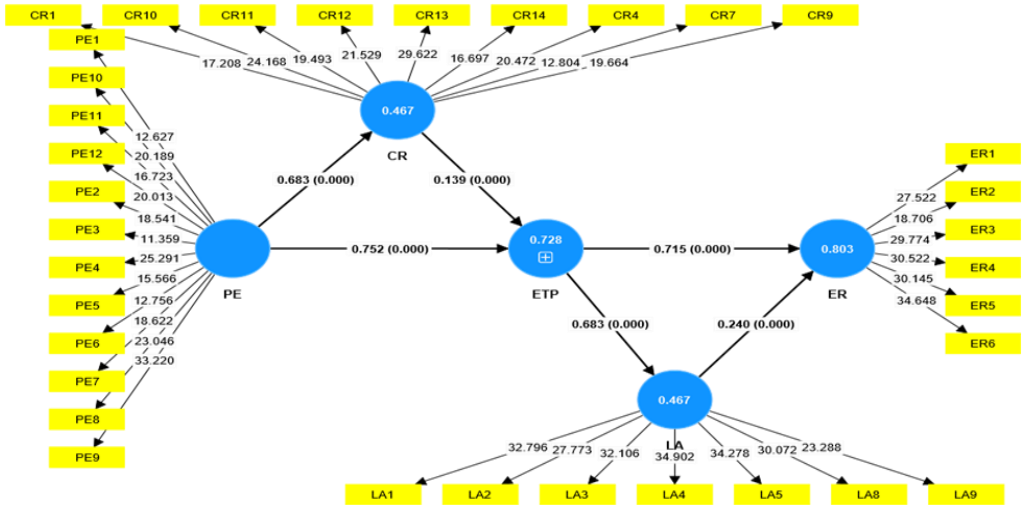 CR1 CR10 CR11 CR12 CR13 CR14 CR4 CR7 CR9
PE1
17.208 24.168 19.493 21.529 29.622 16.697 20.472 12.804 19.664
PE10
0.467
PE11
12.627
CR
ER1
PE12
20.189
16.723
0.683 (0.000) 0.139 (0.000)
PE2
20.013
27.522
ER2
18.541
18.706
PE3
11.359
0.728
29.774
ER3
0.752 (0.000) 0.715 (0.000)
0.803
PE4
25.291
30.522
ER4
15.566
30.145
PE ETP ER
PE5
12.756
34.648
ER5
18.622
0.683 (0.000) 0.240 (0.000)
PE6
23.046
ER6
33.220
PE7
0.467
PE8
LA
32.796 27.773 32.106 34.902 34.278 30.072 23.288
PE9
LA1 LA2 LA3 LA4 LA5 LA8 LA9